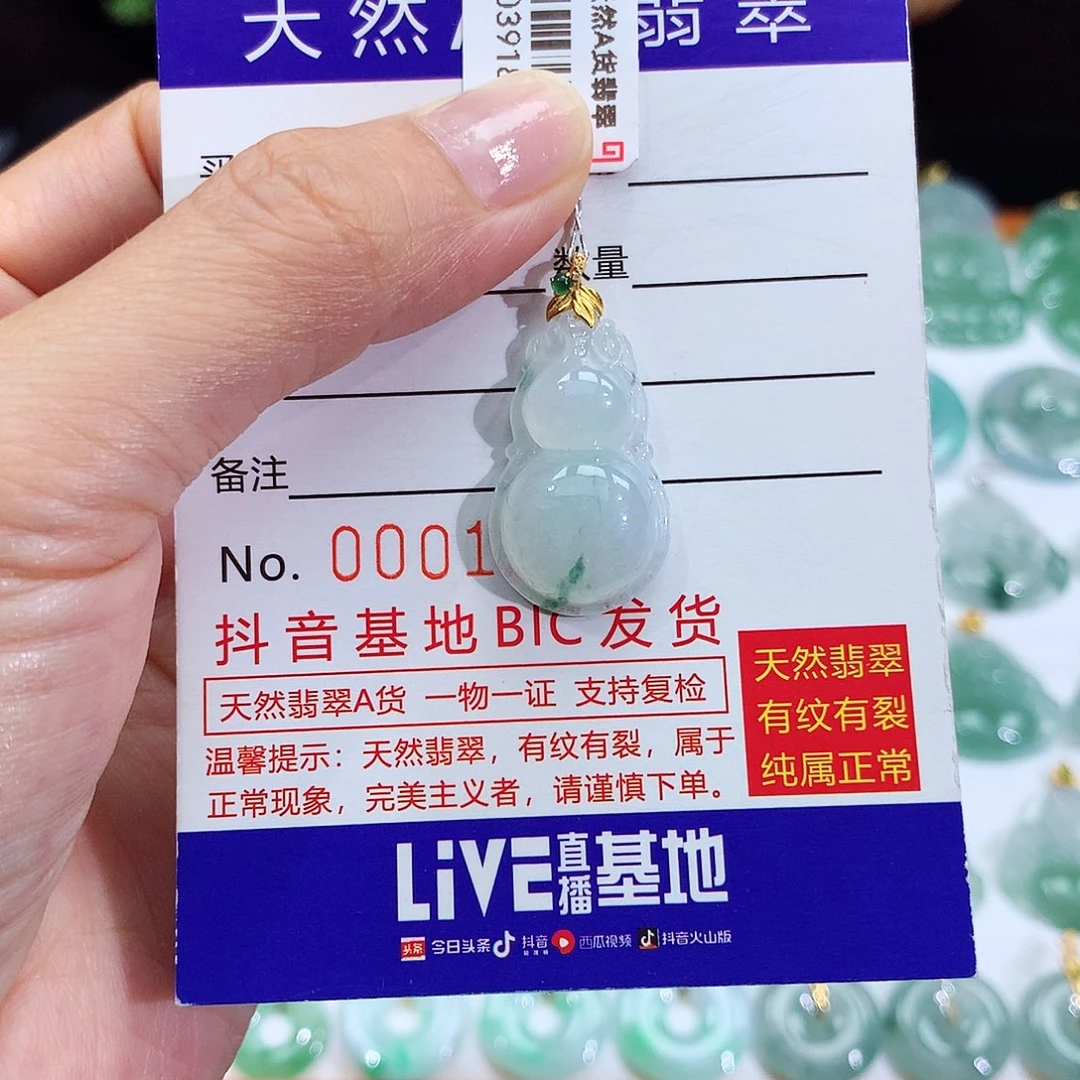 天然A 翡翠
0391
然A货翡翠
数量
备注
No. 0001
抖音基地BIC发货
天然翡翠A货 一物一证 支持复检
天然翡翠
有纹有裂
纯属正常
温馨提示：天然翡翠，有纹有裂，属于
正常现象，完美主义者，请谨慎下单。
LiVE直播基地
头条 今日头条 抖音 西瓜视频 抖音火山版